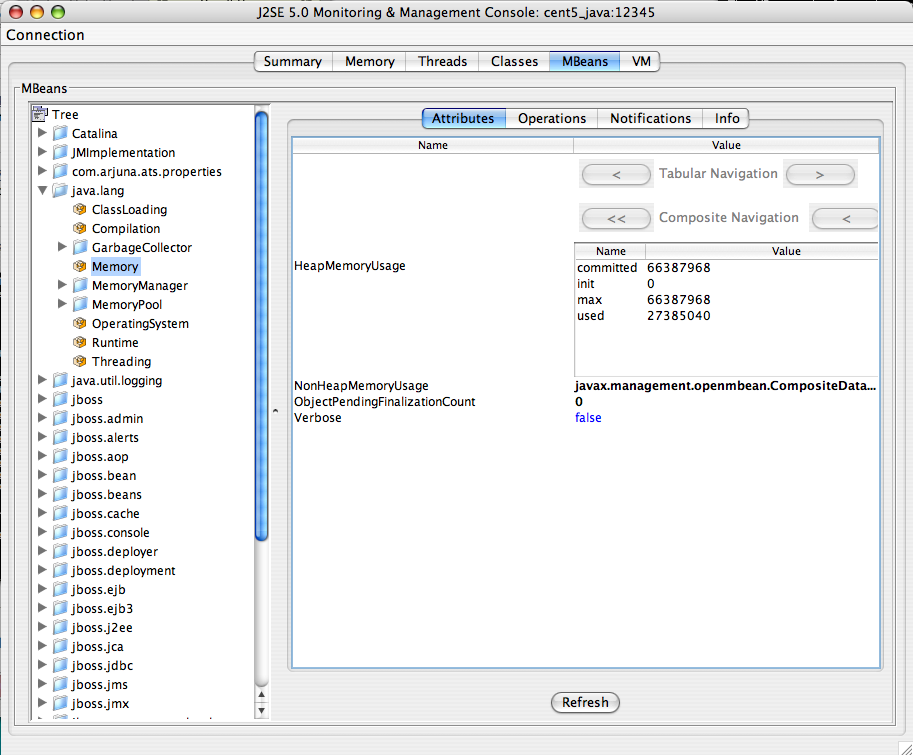 J2SE 5.0 Monitoring & Management Console: cent5_java:12345
Connection
Summary Memory Threads Classes MBeans VM
MBeans
Tree
Catalina
JMImplementation
com.arjuna.ats.properties
java.lang
ClassLoading
Compilation
GarbageCollector
Memory
MemoryManager
MemoryPool
OperatingSystem
Runtime
Threading
java.util.logging
jboss
jboss.admin
jboss.alerts
jboss.aop
jboss.bean
jboss.beans
jboss.cache
jboss.console
jboss.deployer
jboss.deployment
jboss.ejb
jboss.ejb3
jboss.j2ee
jboss.jca
jboss.jdbc
jboss.jms
jboss.jmx
Attributes Operations Notifications Info
Name Value
< Tabular Navigation >
<< Composite Navigation <
HeapMemoryUsage
Name Value
committed 66387968
init 0
max 66387968
used 27385040
NonHeapMemoryUsage javax.management.openmbean.CompositeData...
ObjectPendingFinalizationCount 0
Verbose false
Refresh